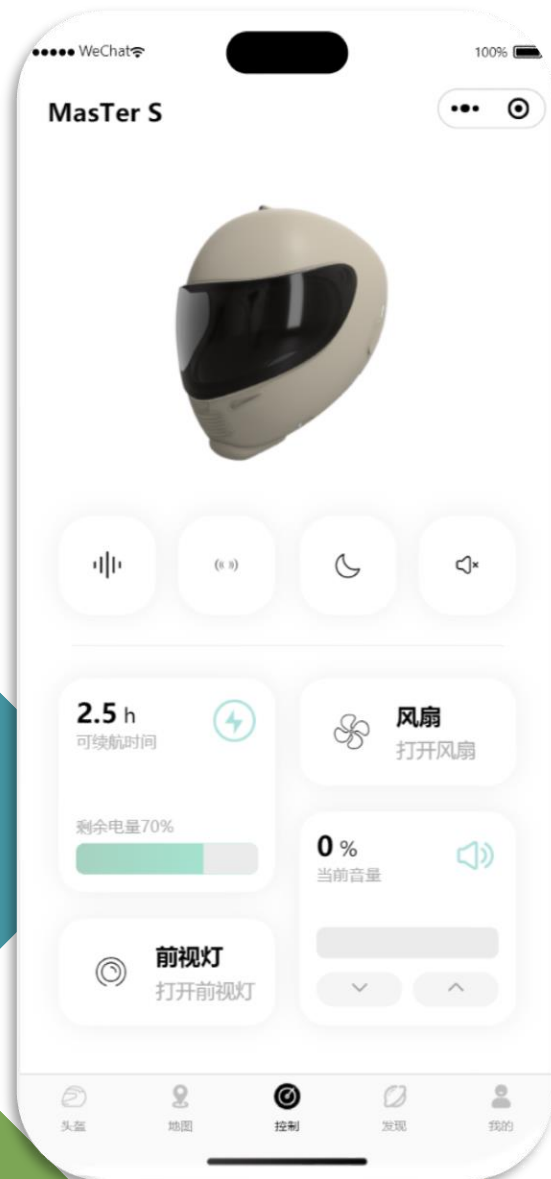 WeChat
100%
MasTer S
2.5 h
可续航时间
剩余电量70%
风扇
打开风扇
0 %
当前音量
前视灯
打开前视灯
头盔
地图
控制
发现
我的